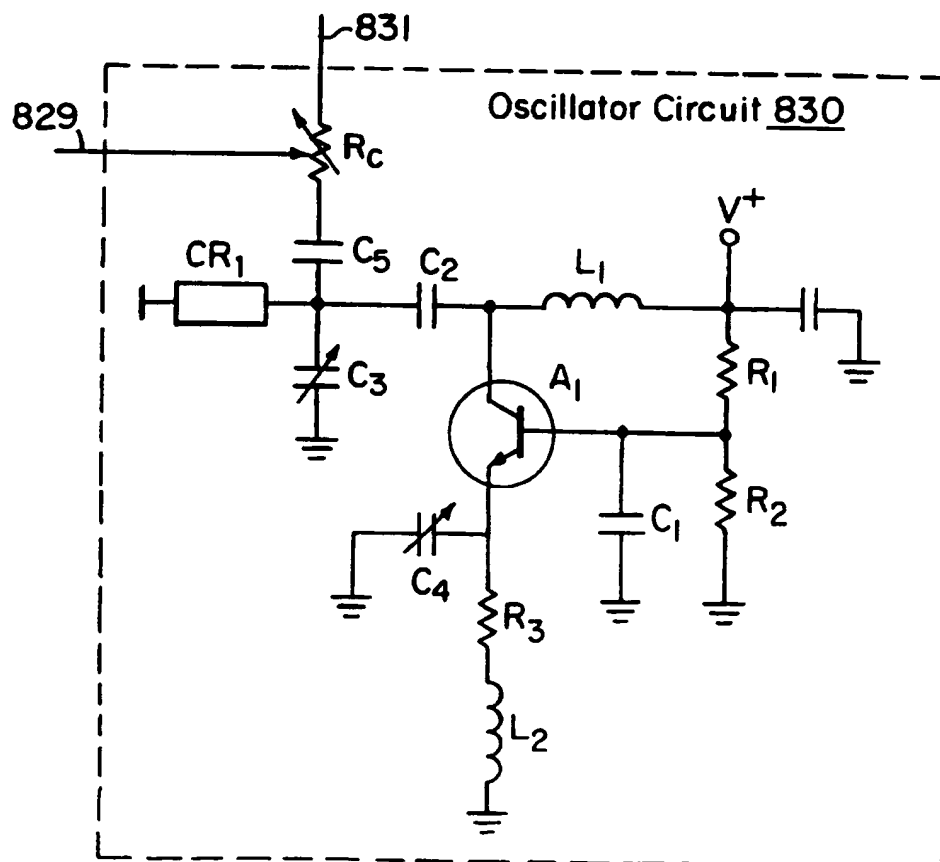 831
Oscillator Circuit 830
829
RC
V+
CR1
C5
C2
L1
C3
A1
R1
C1
R2
C4
R3
L2